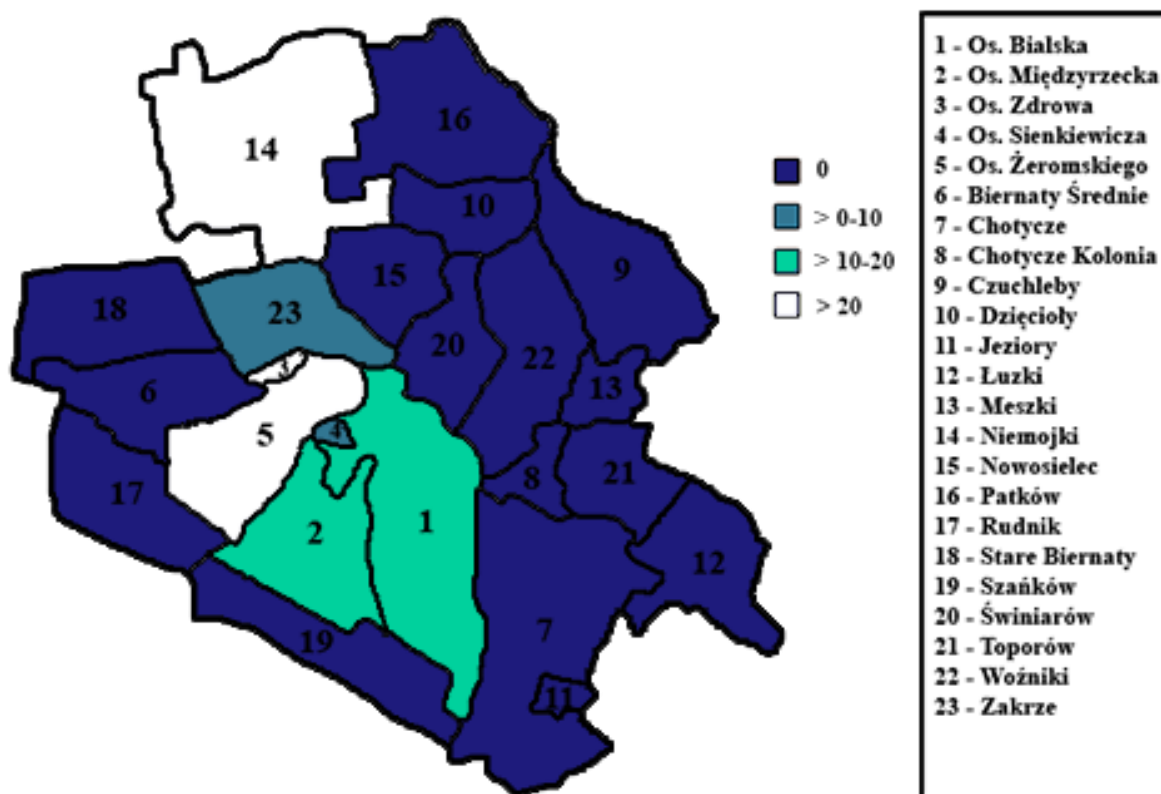 16
14
10
9
15
18
23
20
22
3
13
6
4
5
8
21
17
2
1
12
7
19
11
0
> 0-10
> 10-20
> 20
1 - Os. Bialska
2 - Os. Międzyrzecka
3 - Os. Zdrowa
4 - Os. Sienkiewicza
5 - Os. Żeromskiego
6 - Biernaty Średnie
7 - Chotycze
8 - Chotycze Kolonia
9 - Czuchleby
10 - Dzięcioły
11 - Jeziory
12 - Łuzki
13 - Meszki
14 - Niemojki
15 - Nowosielec
16 - Patków
17 - Rudnik
18 - Stare Biernaty
19 - Szańków
20 - Świniarów
21 - Toporów
22 - Woźniki
23 - Zakrze